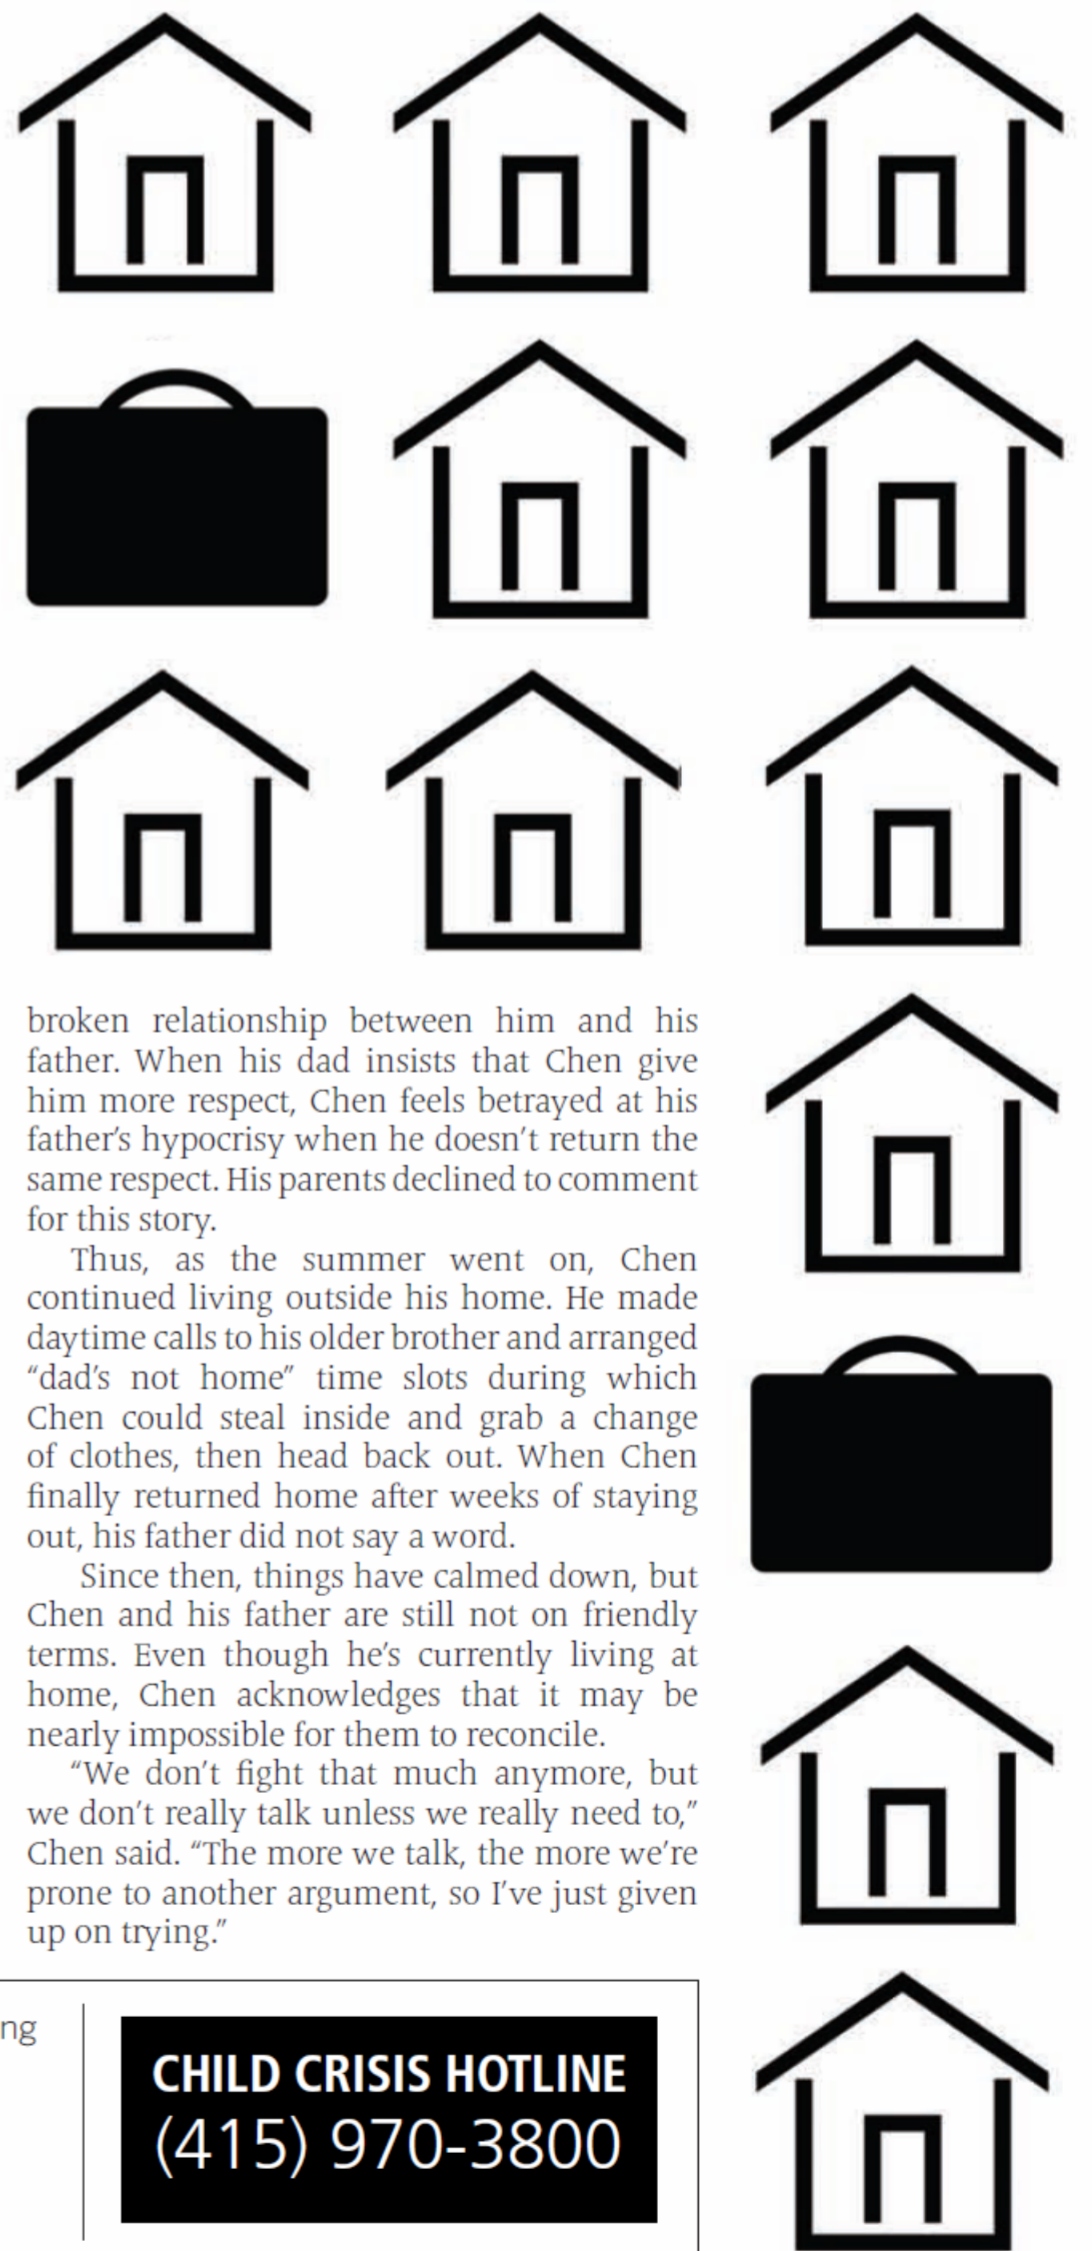 broken relationship between him and his
father. When his dad insists that Chen give
him more respect, Chen feels betrayed at his
father's hypocrisy when he doesn't return the
same respect. His parents declined to comment
for this story.
Thus, as the summer went on, Chen
continued living outside his home. He made
daytime calls to his older brother and arranged
“dad's not home” time slots during which
Chen could steal inside and grab a change
of clothes, then head back out. When Chen
finally returned home after weeks of staying
out, his father did not say a word.
Since then, things have calmed down, but
Chen and his father are still not on friendly
terms. Even though he's currently living at
home, Chen acknowledges that it may be
nearly impossible for them to reconcile.
“We don't fight that much anymore, but
we don't really talk unless we really need to,”
Chen said. “The more we talk, the more we're
prone to another argument, so I've just given
up on trying.”
ng
CHILD CRISIS HOTLINE
(415) 970-3800